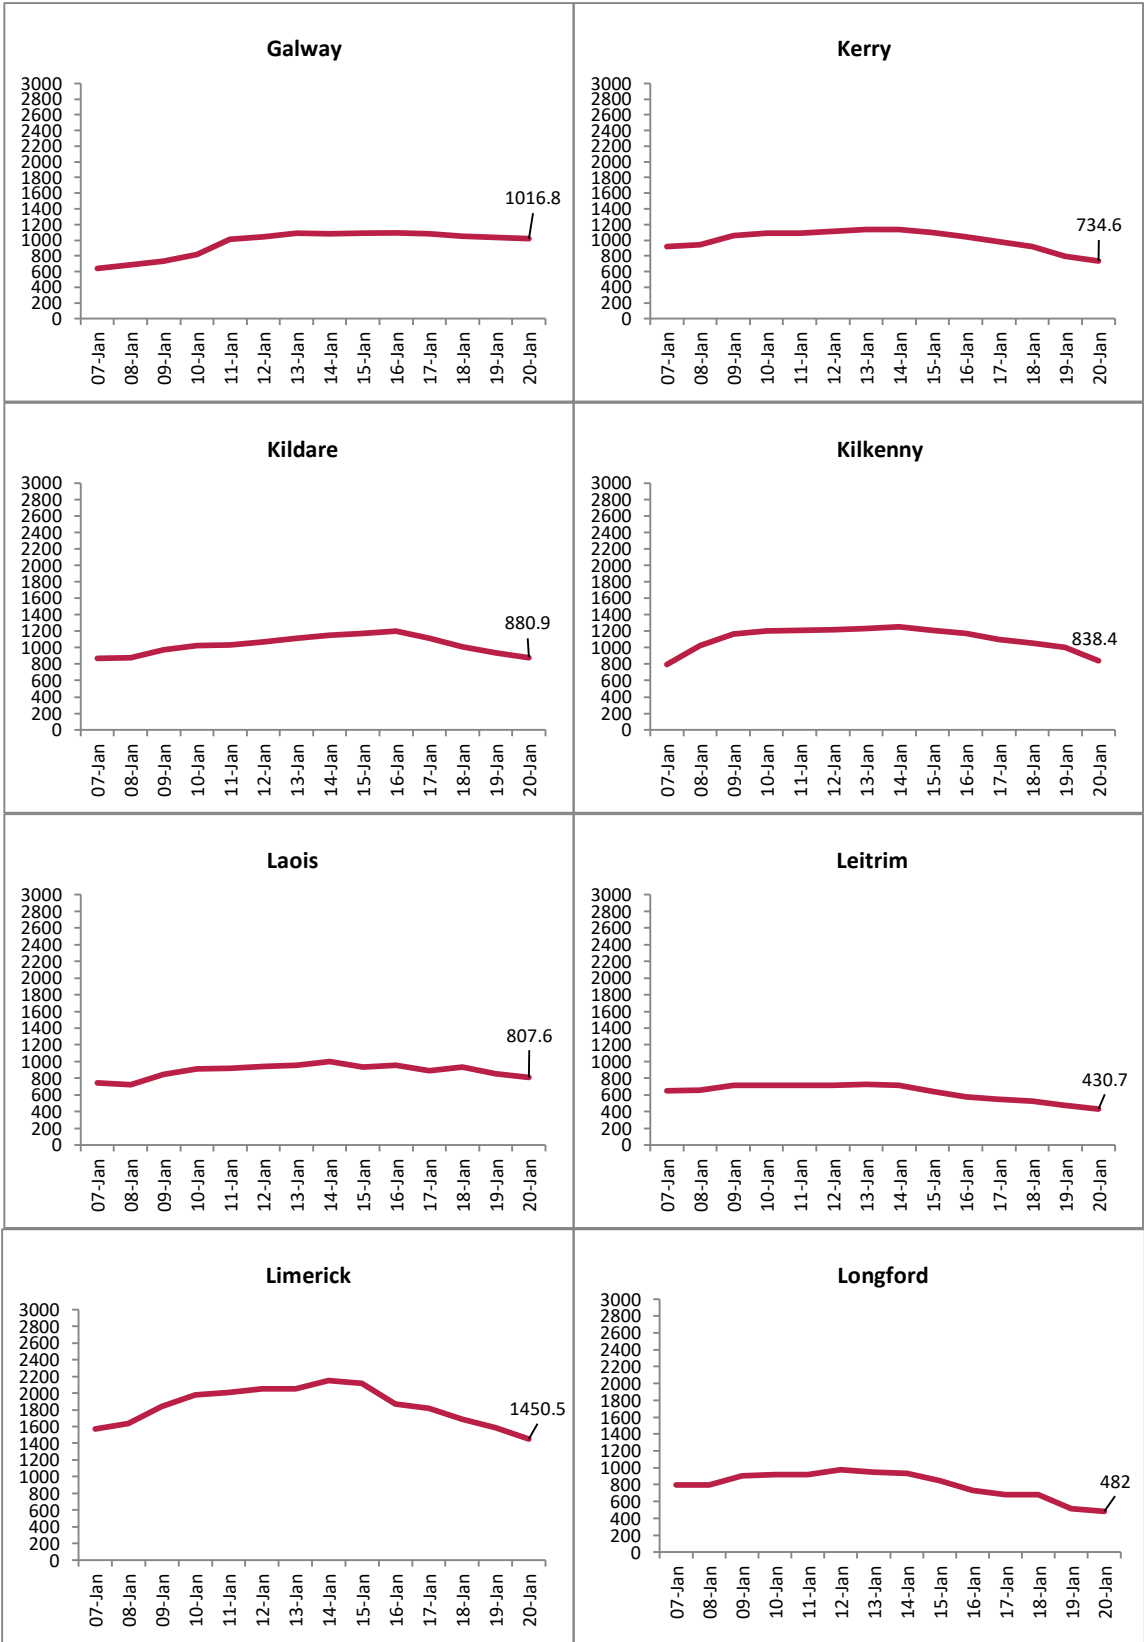 Galway
3000
2800
2600
2400
2200
2000
1800
1600
1400
1200
1000
800
600
400
200
0
1016.8
07-Jan
08-Jan
09-Jan
10-Jan
11-Jan
12-Jan
13-Jan
14-Jan
15-Jan
16-Jan
17-Jan
18-Jan
19-Jan
20-Jan
Kerry
3000
2800
2600
2400
2200
2000
1800
1600
1400
1200
1000
800
600
400
200
0
734.6
07-Jan
08-Jan
09-Jan
10-Jan
11-Jan
12-Jan
13-Jan
14-Jan
15-Jan
16-Jan
17-Jan
18-Jan
19-Jan
20-Jan
Kildare
3000
2800
2600
2400
2200
2000
1800
1600
1400
1200
1000
800
600
400
200
0
880.9
07-Jan
08-Jan
09-Jan
10-Jan
11-Jan
12-Jan
13-Jan
14-Jan
15-Jan
16-Jan
17-Jan
18-Jan
19-Jan
20-Jan
Kilkenny
3000
2800
2600
2400
2200
2000
1800
1600
1400
1200
1000
800
600
400
200
0
838.4
07-Jan
08-Jan
09-Jan
10-Jan
11-Jan
12-Jan
13-Jan
14-Jan
15-Jan
16-Jan
17-Jan
18-Jan
19-Jan
20-Jan
Laois
3000
2800
2600
2400
2200
2000
1800
1600
1400
1200
1000
800
600
400
200
0
807.6
07-Jan
08-Jan
09-Jan
10-Jan
11-Jan
12-Jan
13-Jan
14-Jan
15-Jan
16-Jan
17-Jan
18-Jan
19-Jan
20-Jan
Leitrim
3000
2800
2600
2400
2200
2000
1800
1600
1400
1200
1000
800
600
400
200
0
430.7
07-Jan
08-Jan
09-Jan
10-Jan
11-Jan
12-Jan
13-Jan
14-Jan
15-Jan
16-Jan
17-Jan
18-Jan
19-Jan
20-Jan
Limerick
3000
2800
2600
2400
2200
2000
1800
1600
1400
1200
1000
800
600
400
200
0
1450.5
07-Jan
08-Jan
09-Jan
10-Jan
11-Jan
12-Jan
13-Jan
14-Jan
15-Jan
16-Jan
17-Jan
18-Jan
19-Jan
20-Jan
Longford
3000
2800
2600
2400
2200
2000
1800
1600
1400
1200
1000
800
600
400
200
0
482
07-Jan
08-Jan
09-Jan
10-Jan
11-Jan
12-Jan
13-Jan
14-Jan
15-Jan
16-Jan
17-Jan
18-Jan
19-Jan
20-Jan